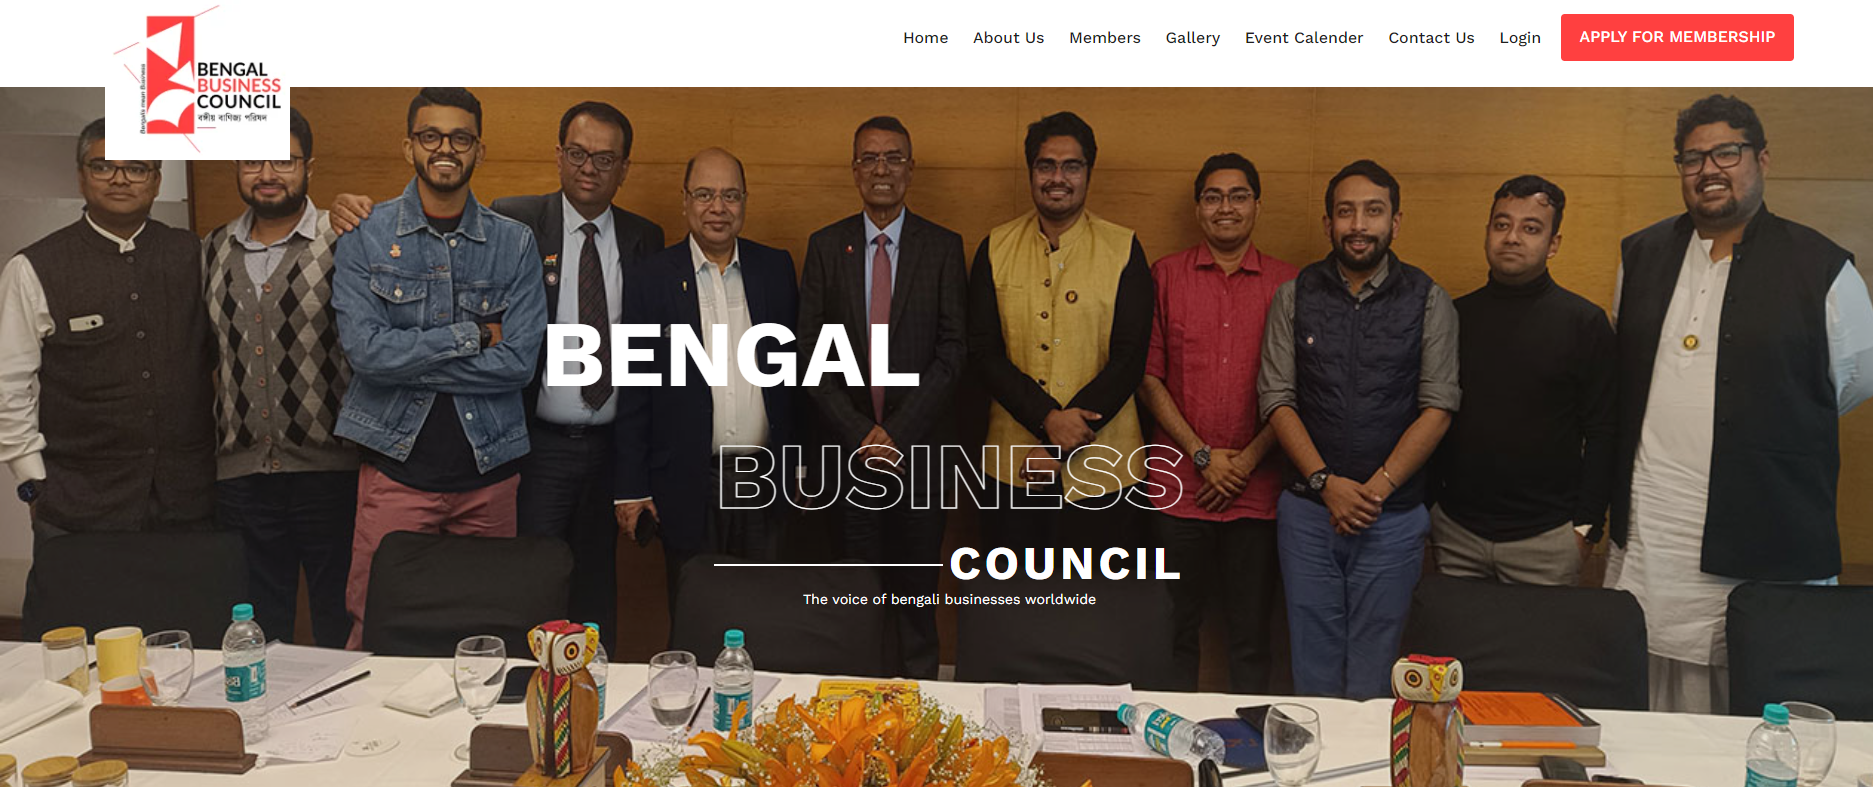 Bengalis mean Business
BENGAL
BUSINESS
COUNCIL
বঙ্গীয় বাণিজ্য পরিষদ
Home About Us Members Gallery Event Calender Contact Us Login APPLY FOR MEMBERSHIP
BENGAL
BUSINESS
COUNCIL
The voice of bengali businesses worldwide